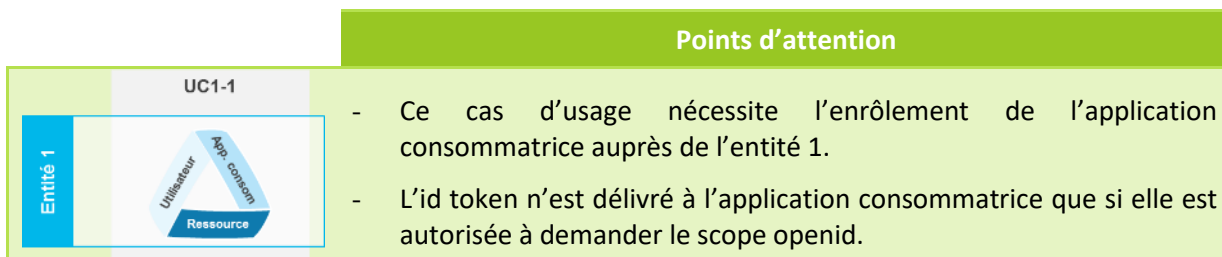 Points d’attention
UC1-1
Entité 1
Utilisateur
App. consom
Ressource
- Ce cas d’usage nécessite l’enrôlement de l’application
consommatrice auprès de l’entité 1.
- L’id token n’est délivré à l’application consommatrice que si elle est
autorisée à demander le scope openid.